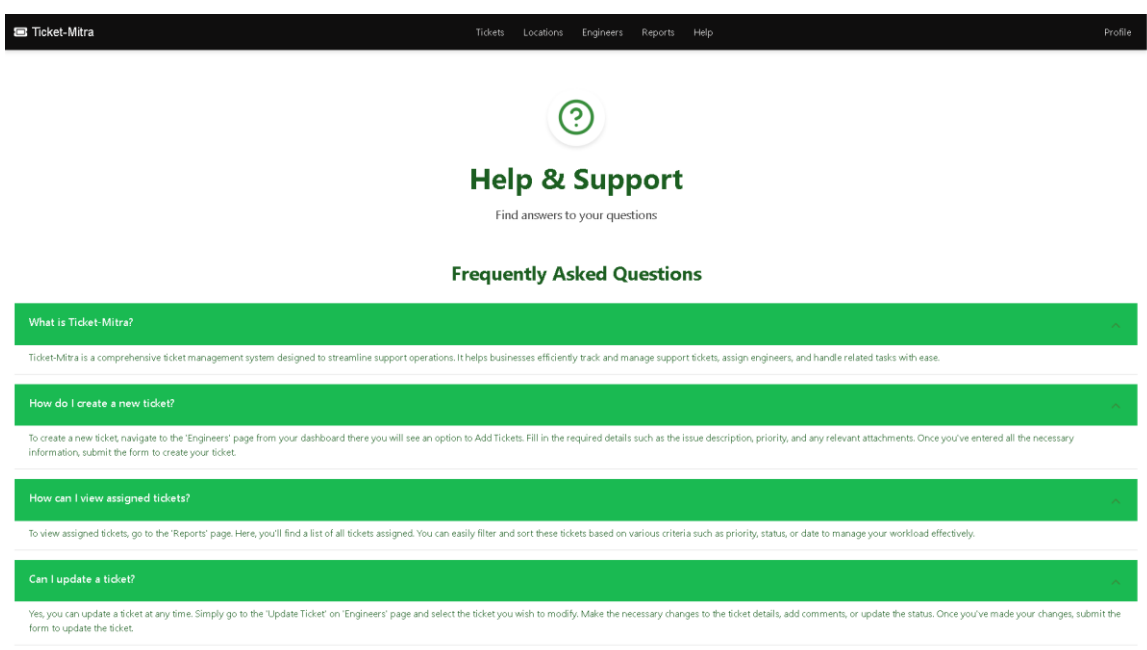 Ticket-Mitra
Tickets Locations Engineers Reports Help
Profile
Help & Support
Find answers to your questions
Frequently Asked Questions
What is Ticket-Mitra?
Ticket-Mitra is a comprehensive ticket management system designed to streamline support operations. It helps businesses efficiently track and manage support tickets, assign engineers, and handle related tasks with ease.
How do I create a new ticket?
To create a new ticket, navigate to the 'Engineers' page from your dashboard there you will see an option to Add Tickets. Fill in the required details such as the issue description, priority, and any relevant attachments. Once you've entered all the necessary
information, submit the form to create your ticket.
How can I view assigned tickets?
To view assigned tickets, go to the 'Reports' page. Here, you'll find a list of all tickets assigned. You can easily filter and sort these tickets based on various criteria such as priority, status, or date to manage your workload effectively.
Can I update a ticket?
Yes, you can update a ticket at any time. Simply go to the 'Update Ticket' on 'Engineers' page and select the ticket you wish to modify. Make the necessary changes to the ticket details, add comments, or update the status. Once you've made your changes, submit the
form to update the ticket.